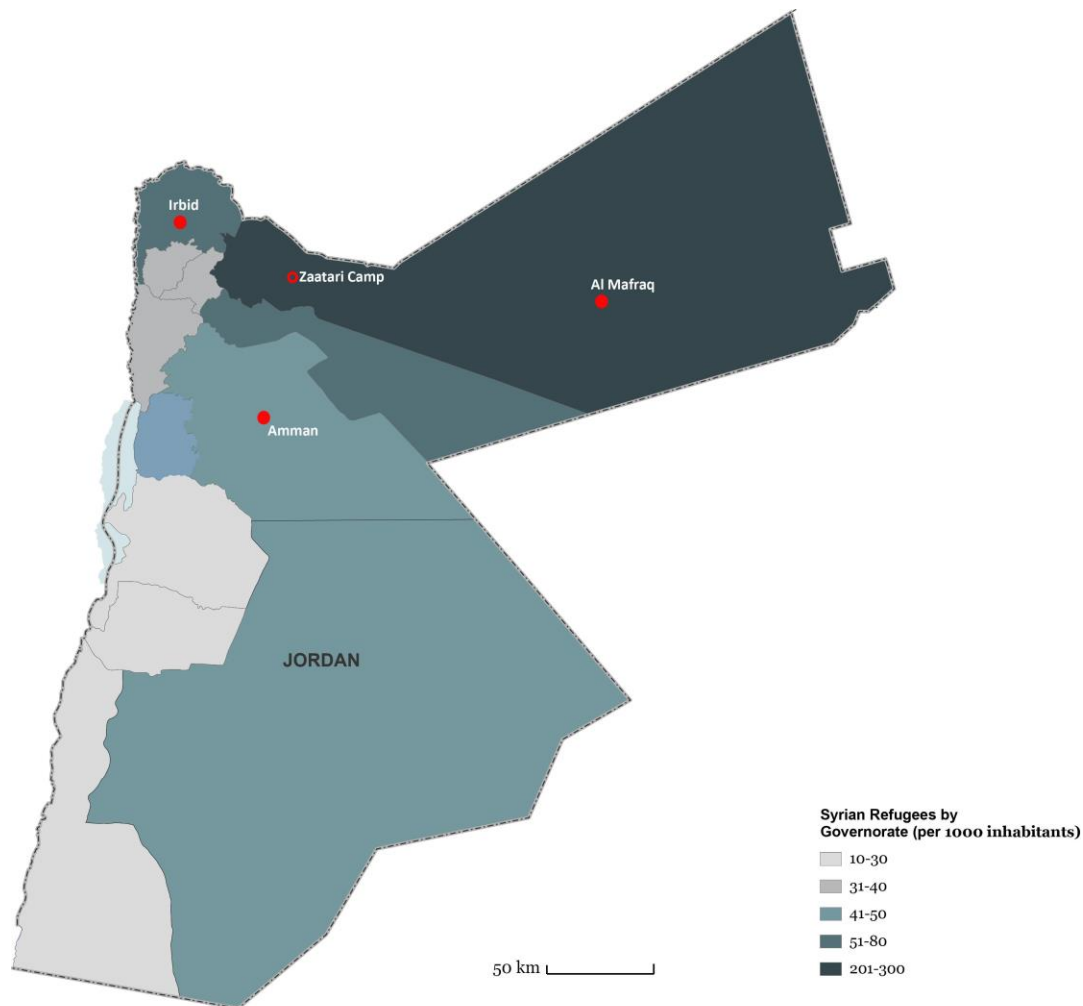 Irbid
Zaatari Camp
Al Mafraq
Amman
JORDAN
Syrian Refugees by
Governorate (per 1000 inhabitants)
10-30
31-40
41-50
51-80
201-300
50 km